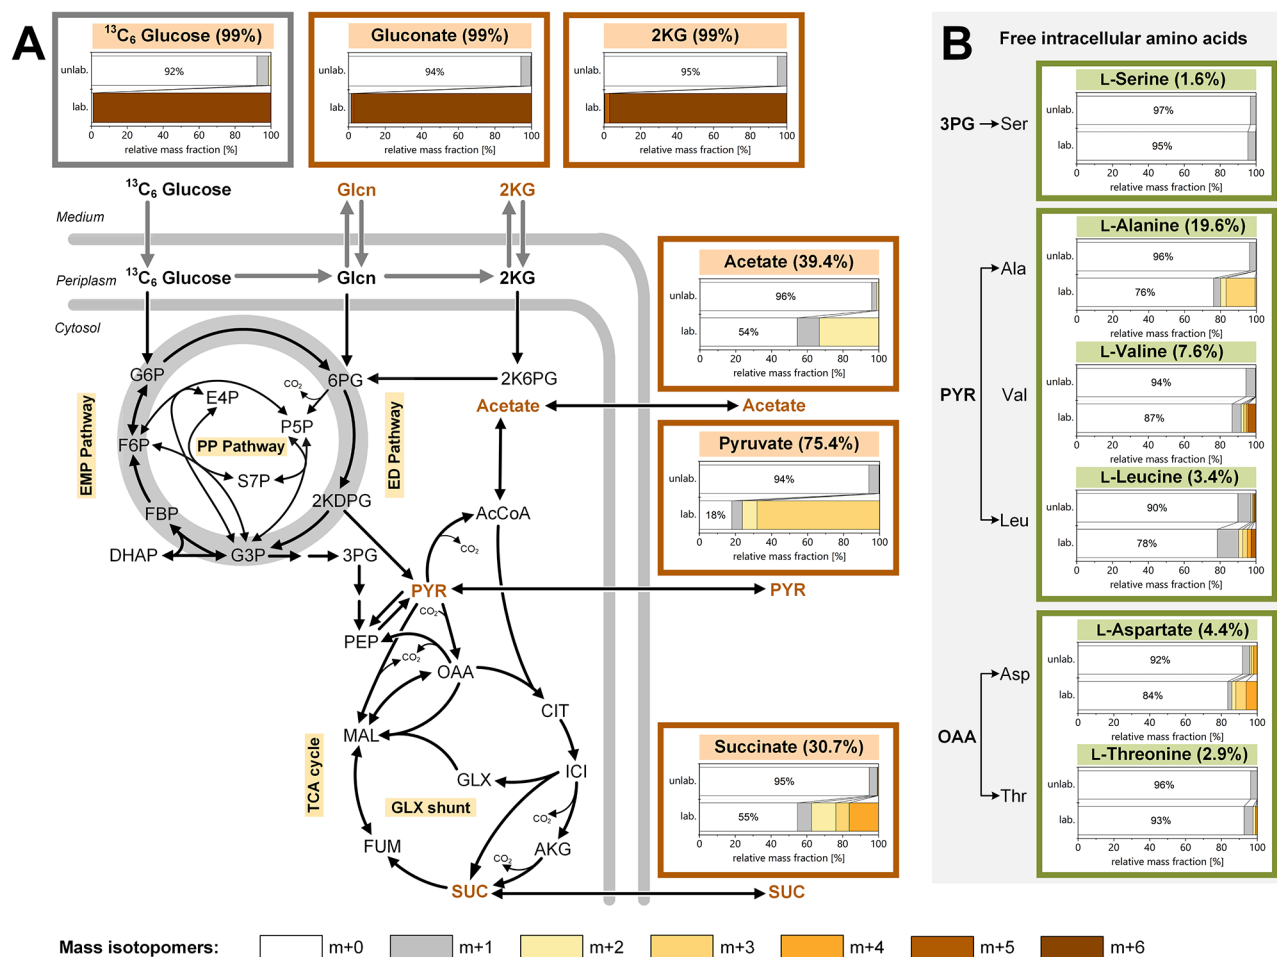 A
¹³C₆ Glucose (99%)
unlab.
92%
lab.
0 20 40 60 80 100
relative mass fraction [%]
Gluconate (99%)
94%
0 20 40 60 80 100
relative mass fraction [%]
2KG (99%)
95%
0 20 40 60 80 100
relative mass fraction [%]
¹³C₆ Glucose
Glcn
2KG
Medium
Periplasm
¹³C₆ Glucose
Glcn
2KG
Cytosol
G6P
6PG
2K6PG
CO₂
E4P
P5P
F6P
PP Pathway
S7P
EMP Pathway
ED Pathway
FBP
2KDPG
DHAP
G3P
3PG
Acetate
Acetate
AcCoA
CO₂
PYR
PYR
CO₂
PEP
CO₂
OAA
CIT
MAL
GLX
ICI
TCA cycle
GLX shunt
CO₂
FUM
AKG
CO₂
SUC
SUC
Acetate (39.4%)
unlab.
96%
lab.
54%
0 20 40 60 80 100
relative mass fraction [%]
Pyruvate (75.4%)
unlab.
94%
lab.
18%
0 20 40 60 80 100
relative mass fraction [%]
Succinate (30.7%)
unlab.
95%
lab.
55%
0 20 40 60 80 100
relative mass fraction [%]
B
Free intracellular amino acids
3PG
Ser
L-Serine (1.6%)
unlab.
97%
lab.
95%
0 20 40 60 80 100
relative mass fraction [%]
PYR
Ala
Val
Leu
L-Alanine (19.6%)
unlab.
96%
lab.
76%
0 20 40 60 80 100
relative mass fraction [%]
L-Valine (7.6%)
unlab.
94%
lab.
87%
0 20 40 60 80 100
relative mass fraction [%]
L-Leucine (3.4%)
unlab.
90%
lab.
78%
0 20 40 60 80 100
relative mass fraction [%]
OAA
Asp
Thr
L-Aspartate (4.4%)
unlab.
92%
lab.
84%
0 20 40 60 80 100
relative mass fraction [%]
L-Threonine (2.9%)
unlab.
96%
lab.
93%
0 20 40 60 80 100
relative mass fraction [%]
Mass isotopomers:
m+0
m+1
m+2
m+3
m+4
m+5
m+6